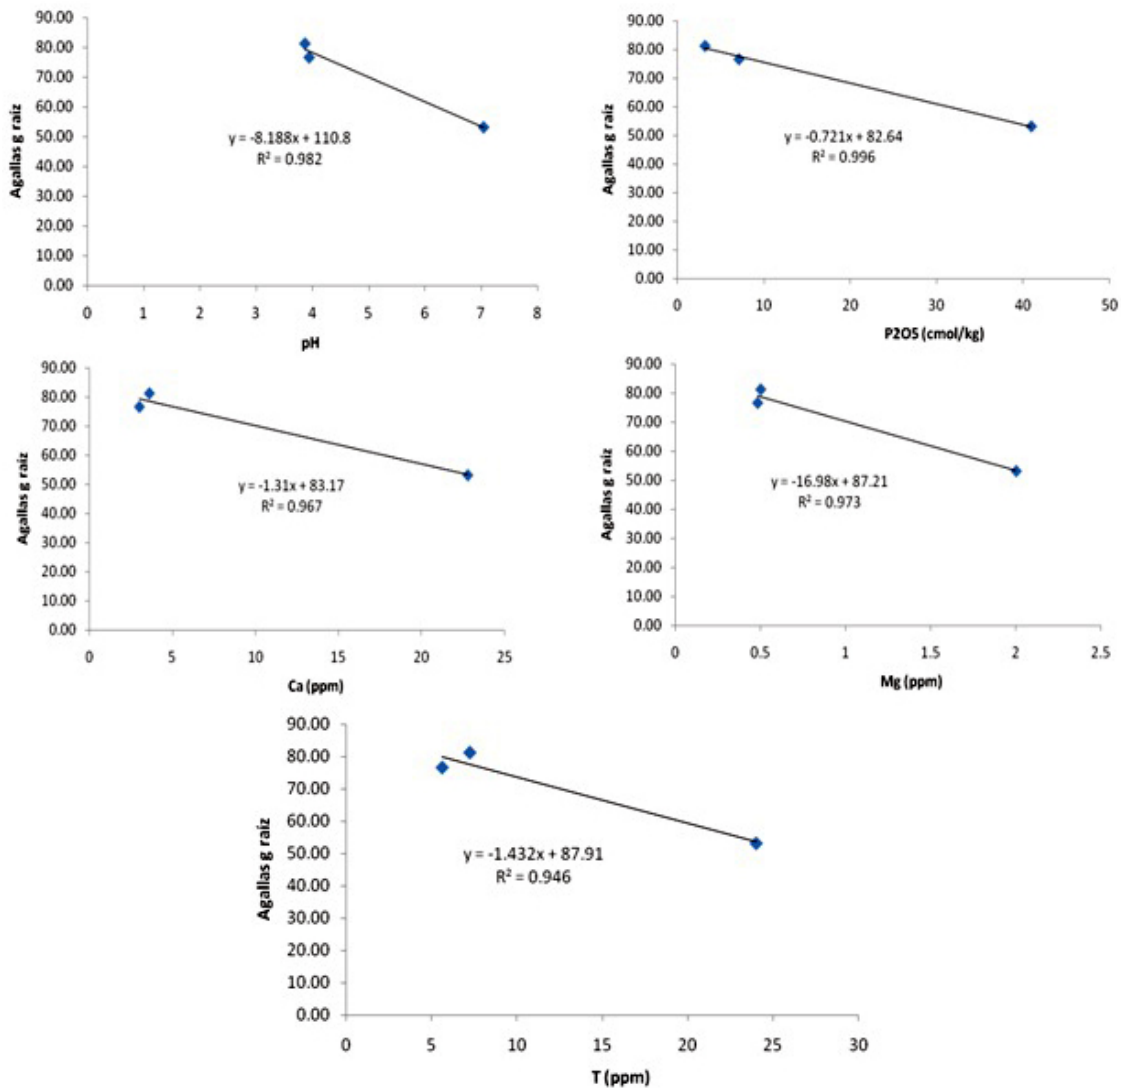 Agallas g raiz
90.00
80.00
70.00
60.00
50.00
40.00
30.00
20.00
10.00
0.00
y = -8.188x + 110.8
R² = 0.982
0 1 2 3 4 5 6 7 8
pH
Agallas g raiz
90.00
80.00
70.00
60.00
50.00
40.00
30.00
20.00
10.00
0.00
y = -0.721x + 82.64
R² = 0.996
0 10 20 30 40 50
P2O5 (cmol/kg)
Agallas g raiz
90.00
80.00
70.00
60.00
50.00
40.00
30.00
20.00
10.00
0.00
y = -1.31x + 83.17
R² = 0.967
0 5 10 15 20 25
Ca (ppm)
Agallas g raiz
90.00
80.00
70.00
60.00
50.00
40.00
30.00
20.00
10.00
0.00
y = -16.98x + 87.21
R² = 0.973
0 0.5 1 1.5 2 2.5
Mg (ppm)
Agallas g raiz
90.00
80.00
70.00
60.00
50.00
40.00
30.00
20.00
10.00
0.00
y = -1.432x + 87.91
R² = 0.946
0 5 10 15 20 25 30
T (ppm)